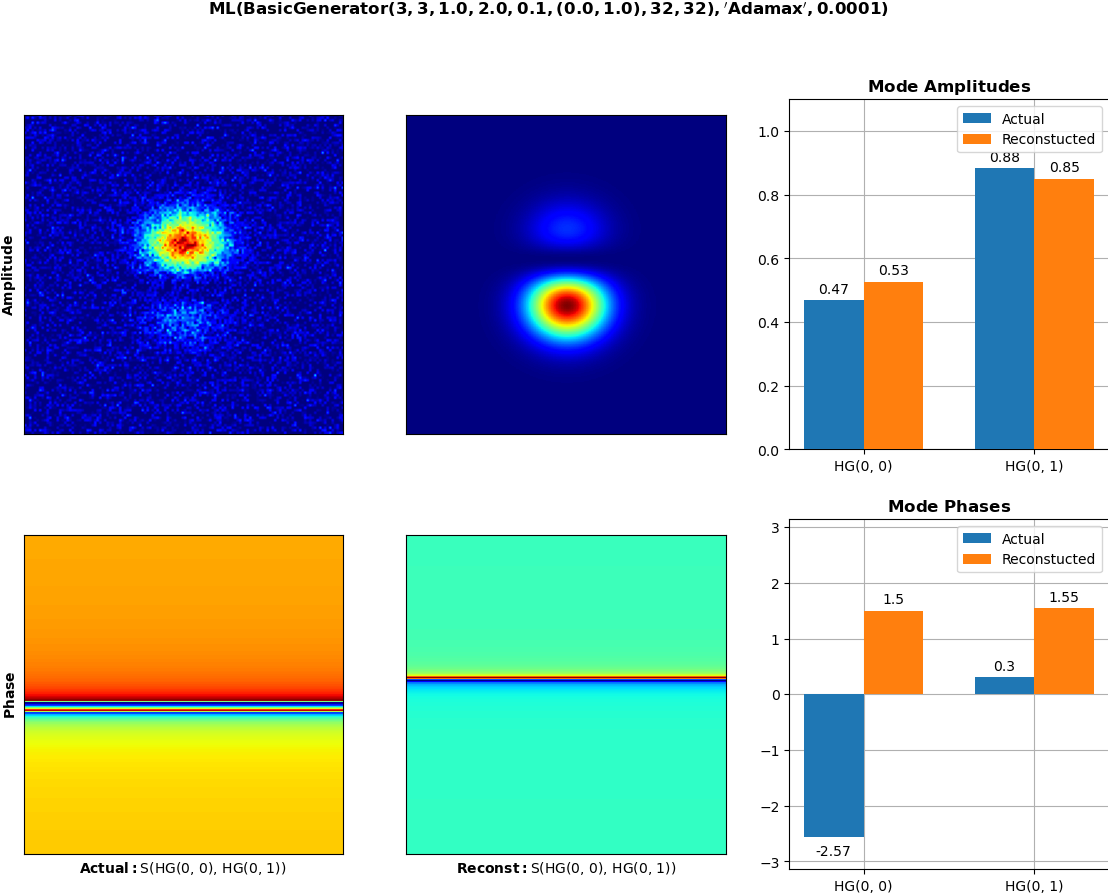 ML(BasicGenerator(3, 3, 1.0, 2.0, 0.1, (0.0, 1.0), 32, 32), ′Adamax′, 0.0001)
Amplitude
Mode Amplitudes
Actual
Reconstucted
1.0
0.8
0.6
0.4
0.2
0.0
0.47
0.53
0.88
0.85
HG(0, 0)
HG(0, 1)
Phase
Actual: S(HG(0, 0), HG(0, 1))
Reconst: S(HG(0, 0), HG(0, 1))
Mode Phases
Actual
Reconstucted
3
2
1
0
−1
−2
−3
-2.57
1.5
0.3
1.55
HG(0, 0)
HG(0, 1)